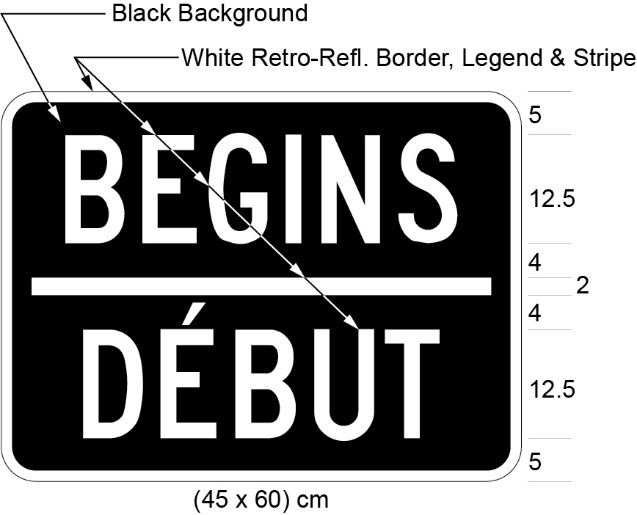 Black Background
White Retro-Refl. Border, Legend & Stripe
BEGINS
DÉBUT
5
12.5
4
2
4
12.5
5
(45 x 60) cm